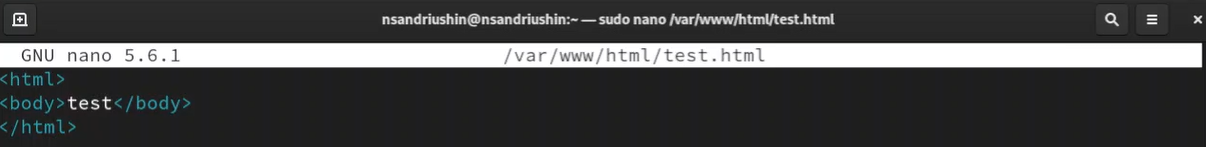 nsandriushin@nsandriushin:~ — sudo nano /var/www/html/test.html
GNU nano 5.6.1 /var/www/html/test.html
<html>
<body>test</body>
</html>